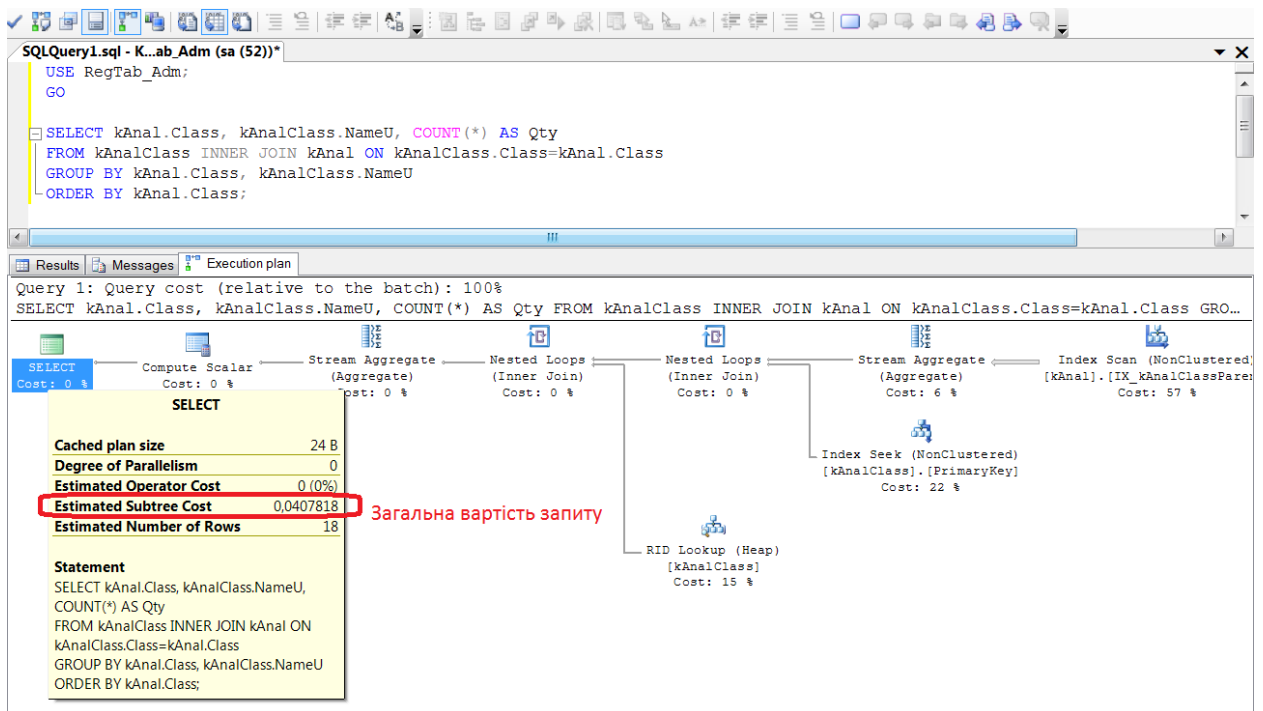 SQLQuery1.sql - K...ab_Adm (sa (52))*
USE RegTab_Adm;
GO
SELECT kAnal.Class, kAnalClass.NameU, COUNT(*) AS Qty
FROM kAnalClass INNER JOIN kAnal ON kAnalClass.Class=kAnal.Class
GROUP BY kAnal.Class, kAnalClass.NameU
ORDER BY kAnal.Class;
Results Messages Execution plan
Query 1: Query cost (relative to the batch): 100%
SELECT kAnal.Class, kAnalClass.NameU, COUNT(*) AS Qty FROM kAnalClass INNER JOIN kAnal ON kAnalClass.Class=kAnal.Class GRO...
SELECT
Cost: 0 %
Compute Scalar
Cost: 0 %
Stream Aggregate
(Aggregate)
Cost: 0 %
Nested Loops
(Inner Join)
Cost: 0 %
Nested Loops
(Inner Join)
Cost: 0 %
Stream Aggregate
(Aggregate)
Cost: 6 %
Index Scan (NonClustered)
[kAnal].[IX_kAnalClassParen
Cost: 57 %
Index Seek (NonClustered)
[kAnalClass].[PrimaryKey]
Cost: 22 %
RID Lookup (Heap)
[kAnalClass]
Cost: 15 %
SELECT
Cached plan size 24 B
Degree of Parallelism 0
Estimated Operator Cost 0 (0%)
Estimated Subtree Cost 0,0407818
Загальна вартість запиту
Estimated Number of Rows 18
Statement
SELECT kAnal.Class, kAnalClass.NameU,
COUNT(*) AS Qty
FROM kAnalClass INNER JOIN kAnal ON
kAnalClass.Class=kAnal.Class
GROUP BY kAnal.Class, kAnalClass.NameU
ORDER BY kAnal.Class;